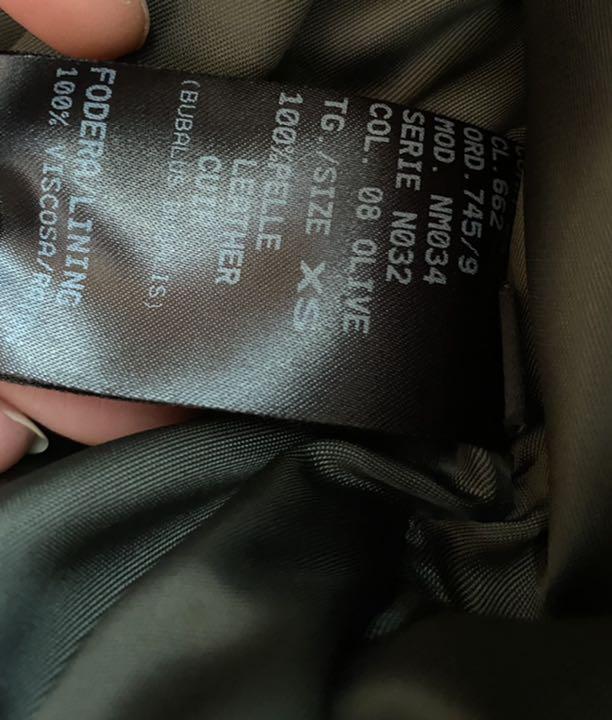 CL. 662
ORD. 745/9
MOD. NM034
SERIE N032
COL. 08 OLIVE
TG./SIZE XS
100%PELLE
LEATHER
(BUBALUS
FODERA/LINING
100% VISCOSA/